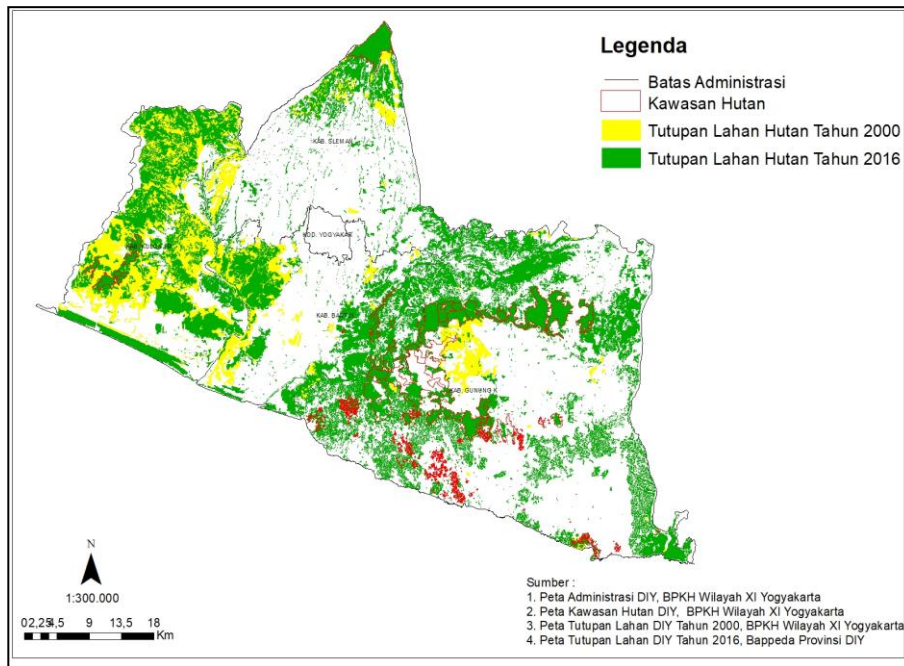 Legenda
Batas Administrasi
Kawasan Hutan
Tutupan Lahan Hutan Tahun 2000
Tutupan Lahan Hutan Tahun 2016
KAB. SLEMAN
KOD. YOGYAKAR
KAB. BA
KAB. GUNUNG K
N
1:300.000
02,254,5 9 13,5 18
Km
Sumber :
1. Peta Administrasi DIY, BPKH Wilayah XI Yogyakarta
2. Peta Kawasan Hutan DIY, BPKH Wilayah XI Yogyakarta
3. Peta Tutupan Lahan DIY Tahun 2000, BPKH Wilayah XI Yogyakarta
4. Peta Tutupan Lahan DIY Tahun 2016, Bappeda Provinsi DIY